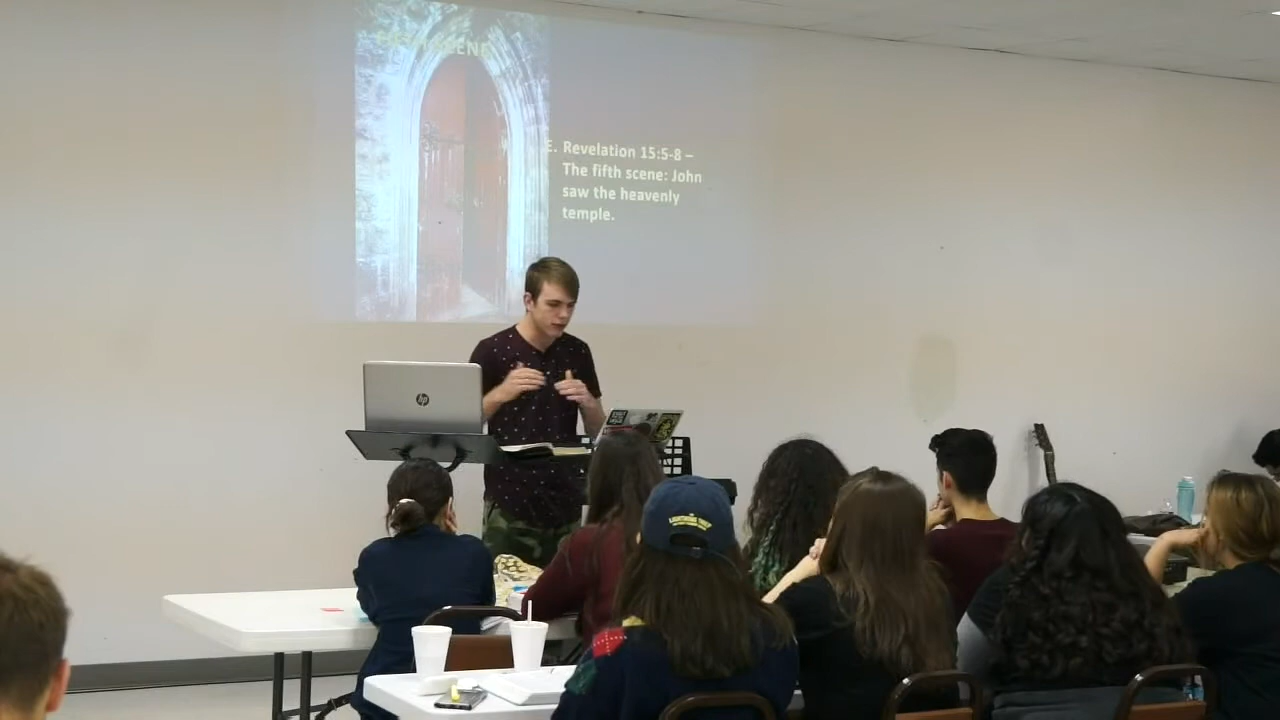 E. Revelation 15:5-8 –
The fifth scene: John
saw the heavenly
temple.
hp